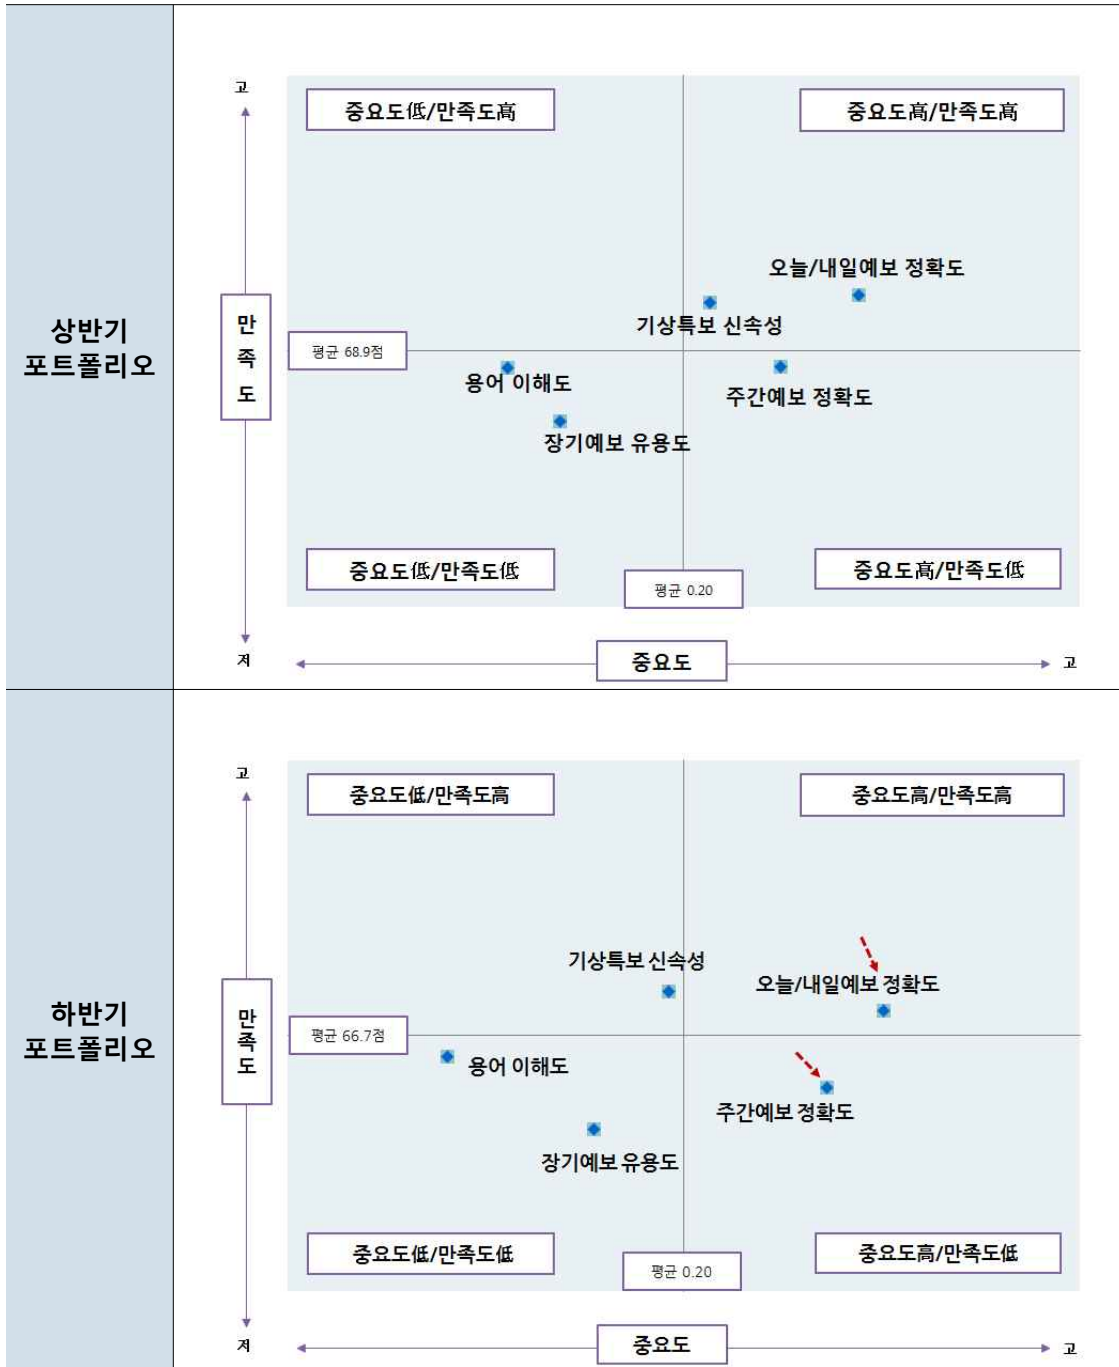 상반기
포트폴리오
고
만
족
도
저
중요도低/만족도高
중요도高/만족도高
오늘/내일예보 정확도
기상특보 신속성
평균 68.9점
용어 이해도
주간예보 정확도
장기예보 유용도
중요도低/만족도低
중요도高/만족도低
평균 0.20
중요도
고
하반기
포트폴리오
고
만
족
도
저
중요도低/만족도高
중요도高/만족도高
기상특보 신속성
오늘/내일예보 정확도
평균 66.7점
용어 이해도
주간예보 정확도
장기예보 유용도
중요도低/만족도低
중요도高/만족도低
평균 0.20
중요도
고